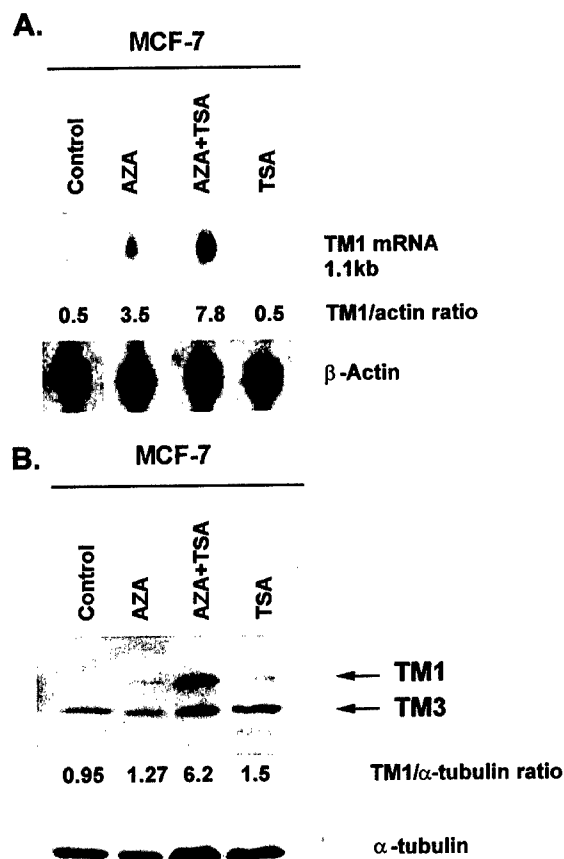 A.
MCF-7
Control AZA AZA+TSA TSA
TM1 mRNA
1.1kb
0.5 3.5 7.8 0.5 TM1/actin ratio
β-Actin
B.
MCF-7
Control AZA AZA+TSA TSA
TM1
TM3
0.95 1.27 6.2 1.5 TM1/α-tubulin ratio
α-tubulin